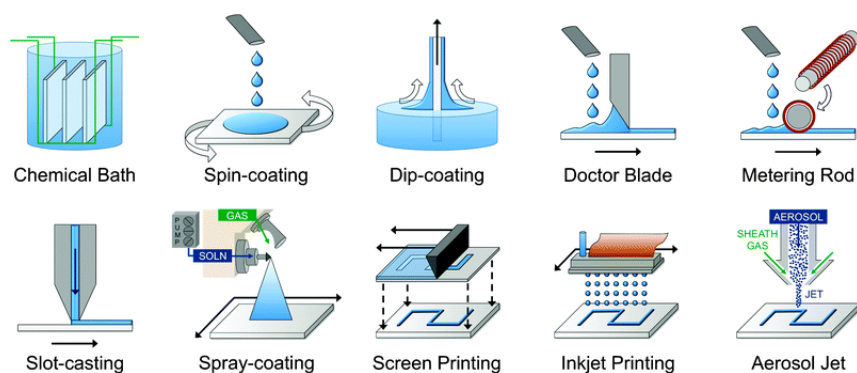 Chemical Bath
Spin-coating
Dip-coating
Doctor Blade
Metering Rod
PUMP
GAS
SOLN
AEROSOL
SHEATH
GAS
JET
Slot-casting
Spray-coating
Screen Printing
Inkjet Printing
Aerosol Jet